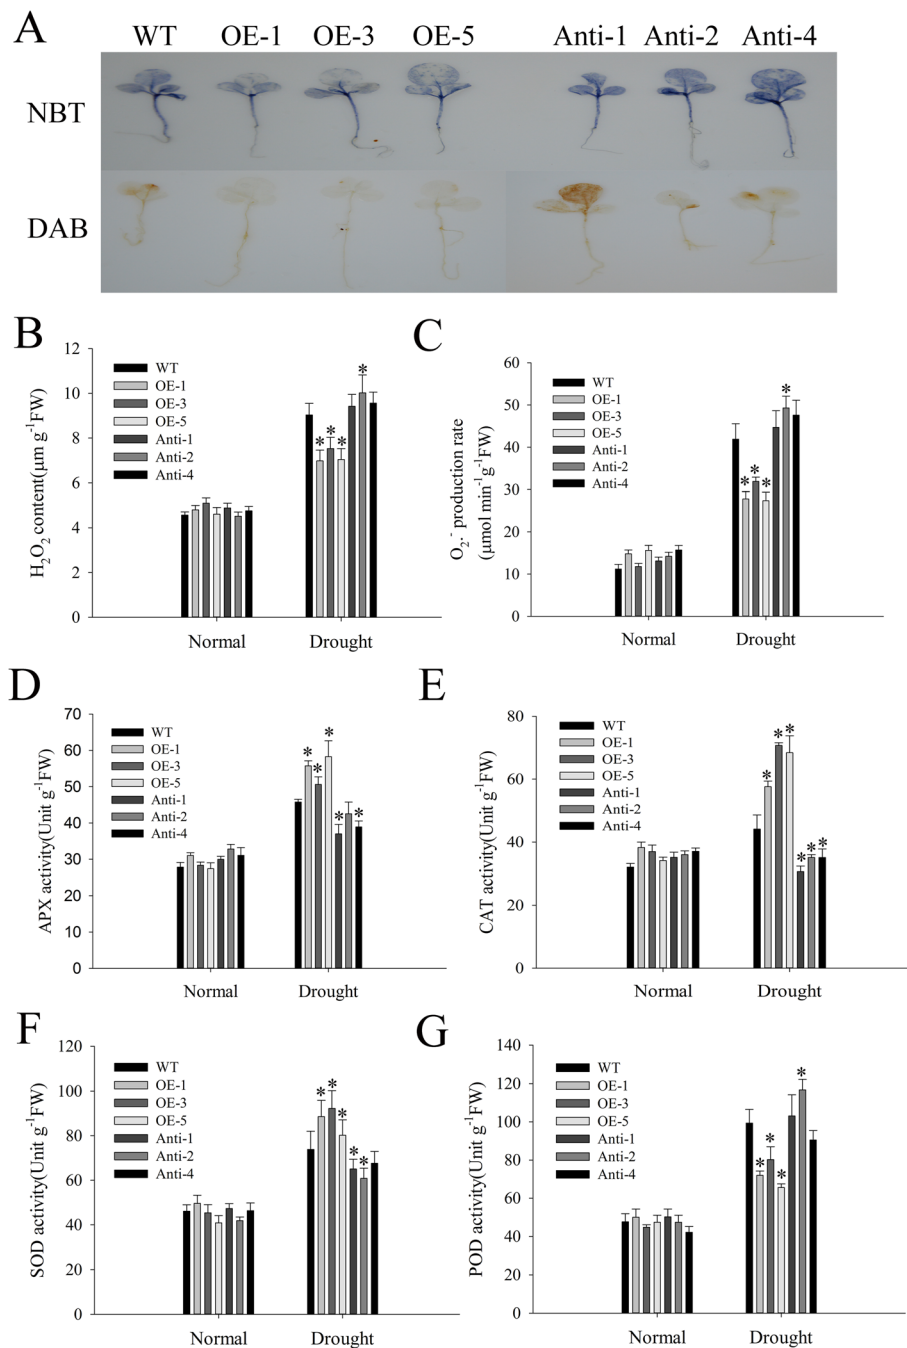 A
WT OE-1 OE-3 OE-5 Anti-1 Anti-2 Anti-4
NBT
DAB
B
H2O2 content(μm g-1FW)
12
10
8
6
4
2
0
WT
OE-1
OE-3
OE-5
Anti-1
Anti-2
Anti-4
* * * *
Normal Drought
C
O2·- production rate
(μmol min-1g-1FW)
60
50
40
30
20
10
0
WT
OE-1
OE-3
OE-5
Anti-1
Anti-2
Anti-4
* * * *
Normal Drought
D
APX activity(Unit g-1FW)
70
60
50
40
30
20
10
0
WT
OE-1
OE-3
OE-5
Anti-1
Anti-2
Anti-4
* * * * *
Normal Drought
E
CAT activity(Unit g-1FW)
80
60
40
20
0
WT
OE-1
OE-3
OE-5
Anti-1
Anti-2
Anti-4
* * * * * *
Normal Drought
F
SOD activity(Unit g-1FW)
120
100
80
60
40
20
0
WT
OE-1
OE-3
OE-5
Anti-1
Anti-2
Anti-4
* * * * *
Normal Drought
G
POD activity(Unit g-1FW)
140
120
100
80
60
40
20
0
WT
OE-1
OE-3
OE-5
Anti-1
Anti-2
Anti-4
* * * *
Normal Drought